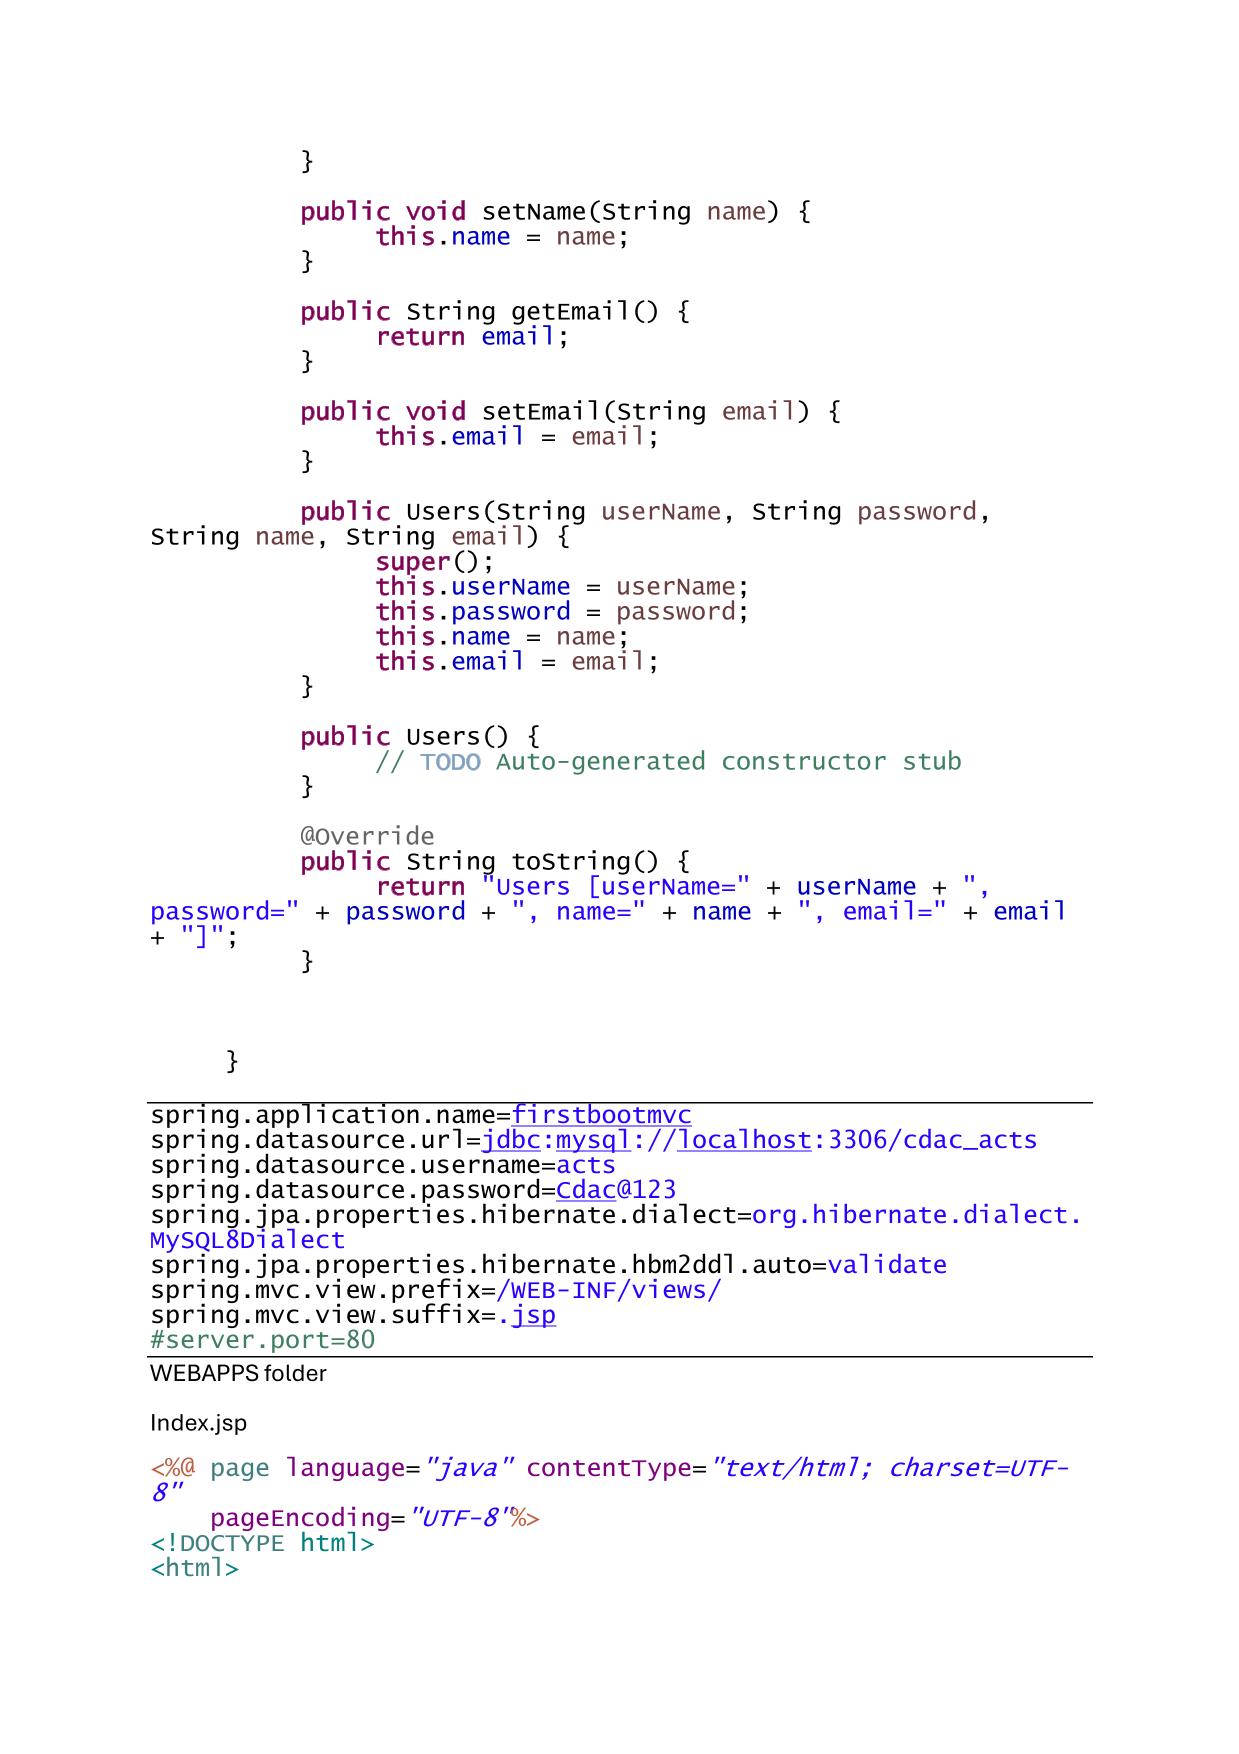 }
public void setName(String name) {
this.name = name;
}
public String getEmail() {
return email;
}
public void setEmail(String email) {
this.email = email;
}
public Users(String userName, String password,
String name, String email) {
super();
this.userName = userName;
this.password = password;
this.name = name;
this.email = email;
}
public Users() {
// TODO Auto-generated constructor stub
}
@Override
public String toString() {
return "Users [userName=" + userName + ",
password=" + password + ", name=" + name + ", email=" + email
+ "]";
}
}
spring.application.name=firstbootmvc
spring.datasource.url=jdbc:mysql://localhost:3306/cdac_acts
spring.datasource.username=acts
spring.datasource.password=Cdac@123
spring.jpa.properties.hibernate.dialect=org.hibernate.dialect.
MySQL8Dialect
spring.jpa.properties.hibernate.hbm2ddl.auto=validate
spring.mvc.view.prefix=/WEB-INF/views/
spring.mvc.view.suffix=.jsp
#server.port=80
WEBAPPS folder
Index.jsp
<%@ page language="java" contentType="text/html; charset=UTF-
8"
pageEncoding="UTF-8"%>
<!DOCTYPE html>
<html>